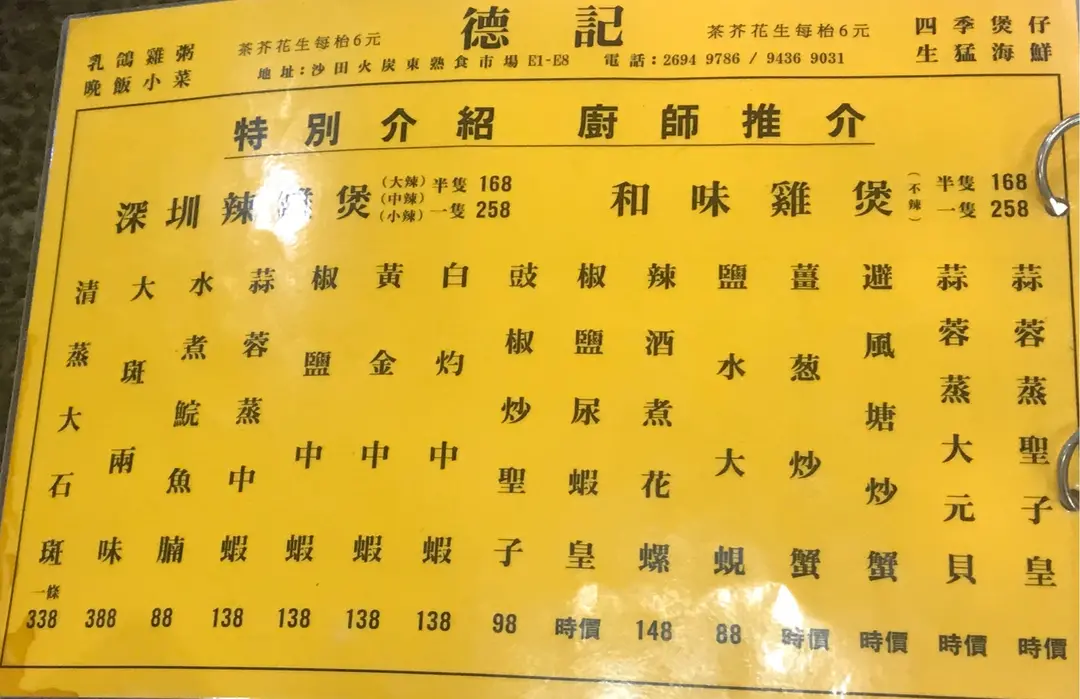 乳鴿雞粥
晚飯小菜
茶芥花生每枱6元
德記
茶芥花生每枱6元
四季煲仔
生猛海鮮
地址:沙田火炭東熟食市場 E1-E8 電話:2694 9786 / 9436 9031
特別介紹 廚師推介
深圳辣雞煲
(大辣)
(中辣)
(小辣)
半隻 168
一隻 258
和味雞煲
(不辣)
半隻 168
一隻 258
蒜蓉蒸聖子皇 時價
蒜蓉蒸大元貝 時價
避風塘炒蟹 時價
薑葱炒蟹 時價
鹽水大蜆 88
辣酒煮花螺 148
椒鹽尿蝦皇 時價
豉椒炒聖子 98
白灼中蝦 138
黃金中蝦 138
椒鹽中蝦 138
蒜蓉蒸中蝦 138
水煮鯇魚腩 88
大斑兩味 388
清蒸大石斑 一條 338